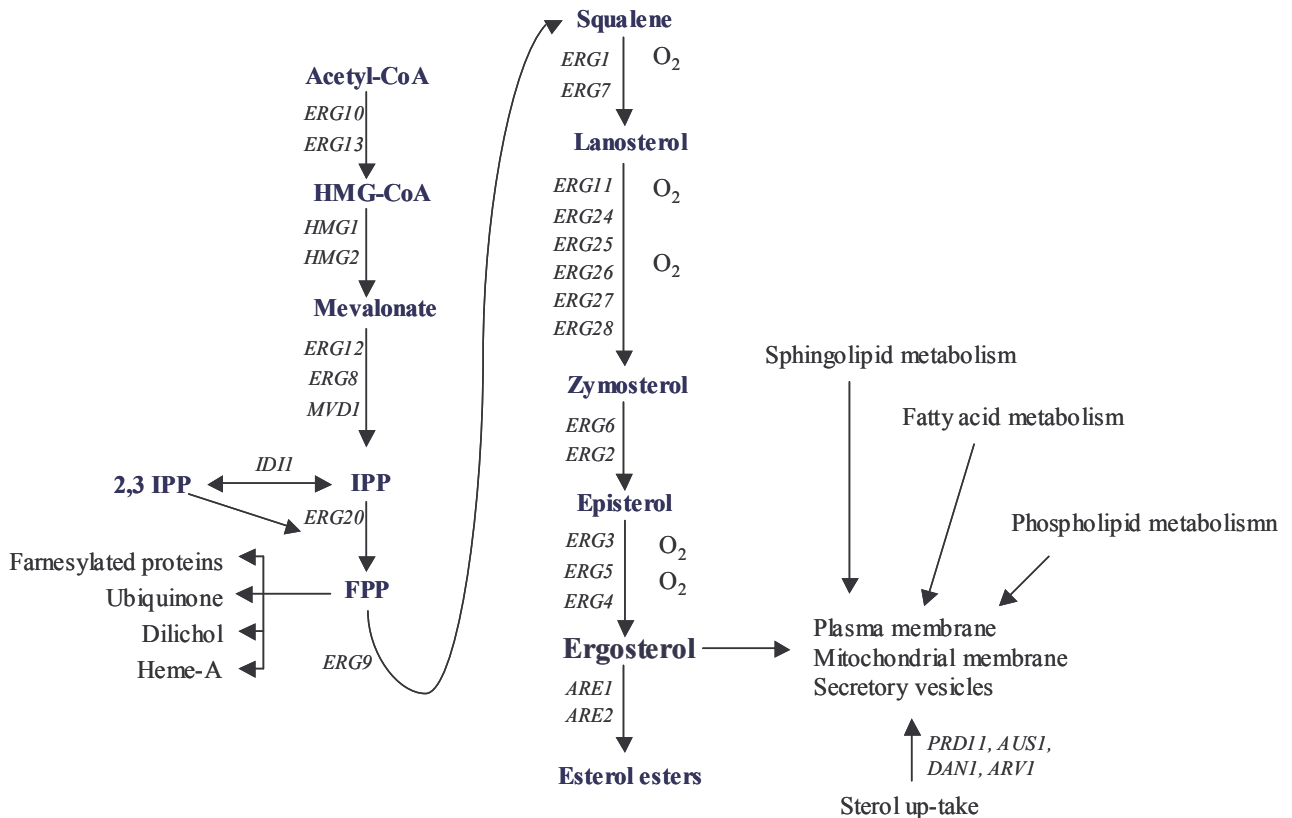 Acetyl-CoA
ERG10
ERG13
HMG-CoA
HMG1
HMG2
Mevalonate
ERG12
ERG8
MVD1
2,3 IPP
IDI1
IPP
ERG20
Farnesylated proteins
Ubiquinone
Dilichol
Heme-A
FPP
ERG9
Squalene
ERG1
O2
ERG7
Lanosterol
ERG11
O2
ERG24
ERG25
O2
ERG26
ERG27
ERG28
Zymosterol
ERG6
ERG2
Episterol
ERG3
O2
ERG5
O2
ERG4
Ergosterol
ARE1
ARE2
Esterol esters
Sphingolipid metabolism
Fatty acid metabolism
Phospholipid metabolismn
Plasma membrane
Mitochondrial membrane
Secretory vesicles
PRD11, AUS1,
DAN1, ARV1
Sterol up-take